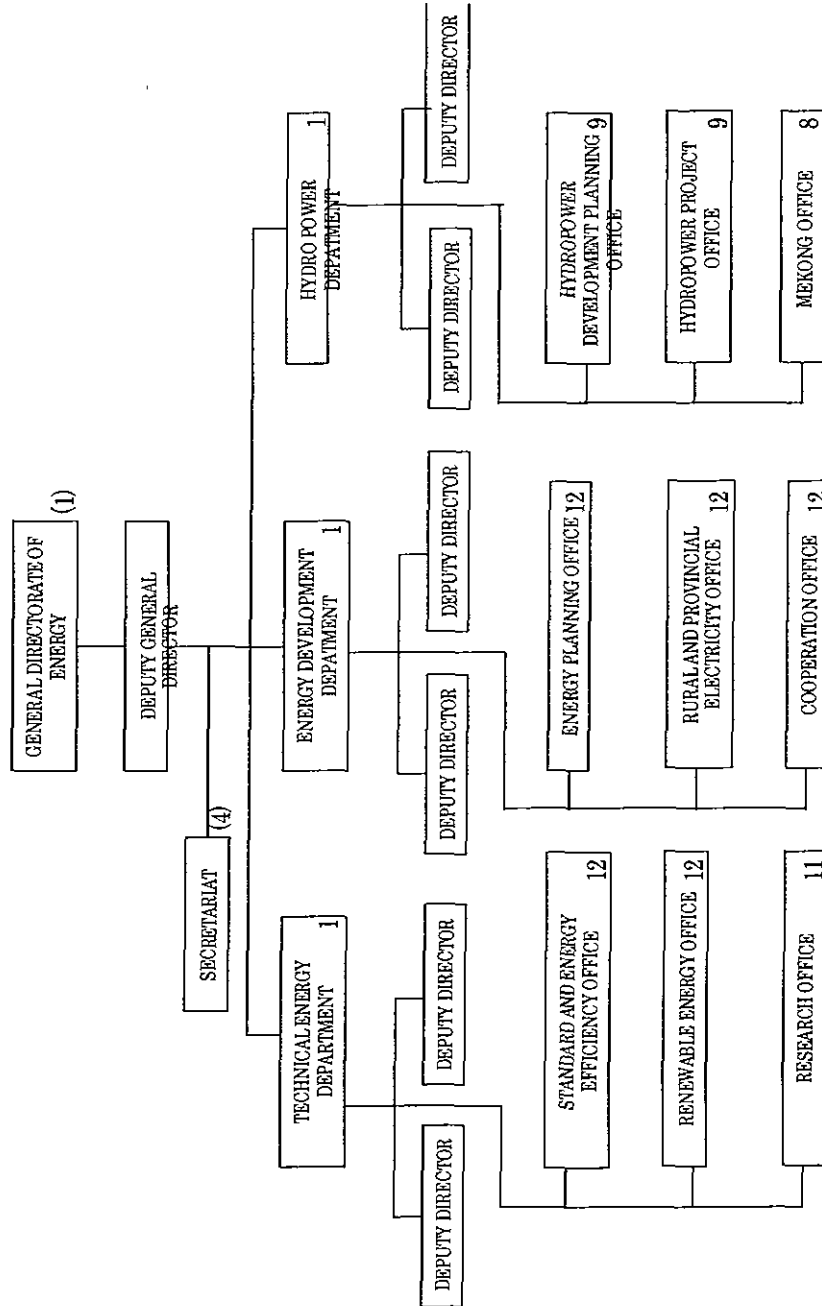 GENERAL DIRECTORATE OF
ENERGY
(1)
DEPUTY GENERAL
DIRECTOR
SECRETARIAT
(4)
TECHNICAL ENERGY
DEPARTMENT
1
ENERGY DEVELOPMENT
DEPATMENT
1
HYDRO POWER
DEPATMENT
1
DEPUTY DIRECTOR
DEPUTY DIRECTOR
DEPUTY DIRECTOR
DEPUTY DIRECTOR
DEPUTY DIRECTOR
DEPUTY DIRECTOR
STANDARD AND ENERGY
EFFICIENCY OFFICE
12
ENERGY PLANNING OFFICE 12
HYDROPOWER
DEVELOPMENT PLANNING 9
OFFICE
RENEWABLE ENERGY OFFICE 12
RURAL AND PROVINCIAL
ELECTRICITY OFFICE
12
HYDROPOWER PROJECT
OFFICE
9
RESEARCH OFFICE
11
COOPERATION OFFICE
12
MEKONG OFFICE
8